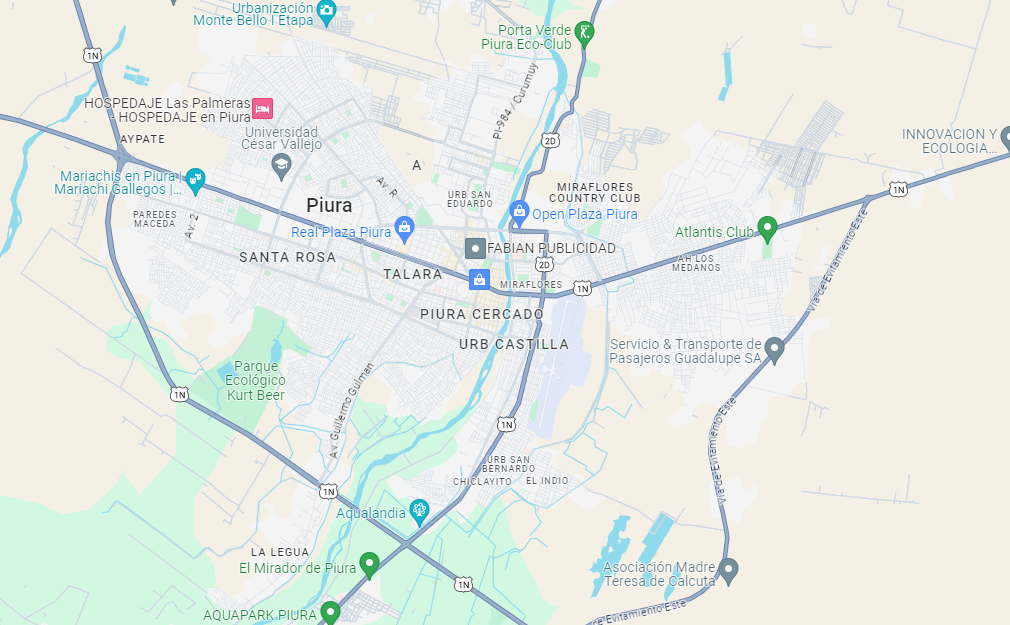 Urbanización
Monte Bello I Etapa
Porta Verde
Piura Eco-Club
1N
PI-984 / Curumuy
HOSPEDAJE Las Palmeras
HOSPEDAJE en Piura
AYPATE
Universidad
César Vallejo
2D
INNOVACION Y
ECOLOGIA...
A
Mariachis en Piura |
Mariachi Gallegos |...
Av. R
URB SAN
EDUARDO
MIRAFLORES
COUNTRY CLUB
1N
Piura
PAREDES
MACEDA
Av. 2
Real Plaza Piura
Open Plaza Piura
Atlantis Club
FABIAN PUBLICIDAD
SANTA ROSA
TALARA
2D
AH LOS
MEDANOS
Vía de Evitamiento Este
MIRAFLORES
1N
PIURA CERCADO
URB CASTILLA
Servicio & Transporte de
Pasajeros Guadalupe SA
Parque
Ecológico
Kurt Beer
1N
Av. Guillermo Gulman
1N
Vía de Evitamiento Este
URB SAN
BERNARDO
CHICLAYITO
EL INDIO
1N
Aqualandia
LA LEGUA
El Mirador de Piura
1N
Asociación Madre
Teresa de Calcuta
AQUAPARK PIURA
Vía de Evitamiento Este